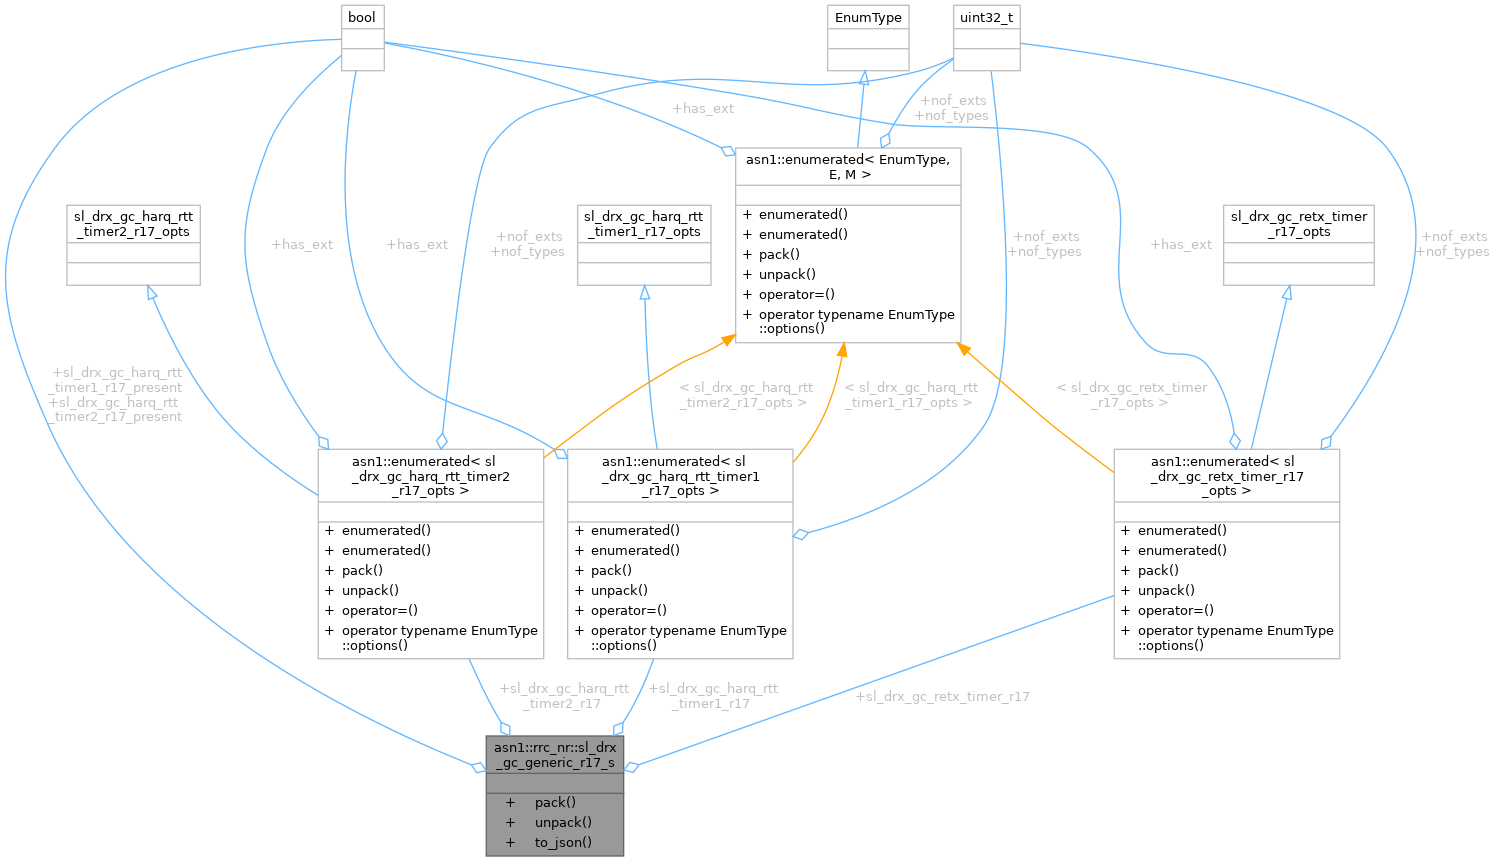 bool
EnumType
uint32_t
+has_ext
+nof_exts
+nof_types
asn1::enumerated< EnumType,
E, M >
+ enumerated()
+ enumerated()
+ pack()
+ unpack()
+ operator=()
+ operator typename EnumType
::options()
sl_drx_gc_harq_rtt
_timer2_r17_opts
+has_ext
+has_ext
+nof_exts
+nof_types
sl_drx_gc_harq_rtt
_timer1_r17_opts
+nof_exts
+nof_types
+has_ext
sl_drx_gc_retx_timer
_r17_opts
+nof_exts
+nof_types
+sl_drx_gc_harq_rtt
_timer1_r17_present
+sl_drx_gc_harq_rtt
_timer2_r17_present
< sl_drx_gc_harq_rtt
_timer2_r17_opts >
< sl_drx_gc_harq_rtt
_timer1_r17_opts >
< sl_drx_gc_retx_timer
_r17_opts >
asn1::enumerated< sl
_drx_gc_harq_rtt_timer2
_r17_opts >
+ enumerated()
+ enumerated()
+ pack()
+ unpack()
+ operator=()
+ operator typename EnumType
::options()
asn1::enumerated< sl
_drx_gc_harq_rtt_timer1
_r17_opts >
+ enumerated()
+ enumerated()
+ pack()
+ unpack()
+ operator=()
+ operator typename EnumType
::options()
asn1::enumerated< sl
_drx_gc_retx_timer_r17
_opts >
+ enumerated()
+ enumerated()
+ pack()
+ unpack()
+ operator=()
+ operator typename EnumType
::options()
+sl_drx_gc_harq_rtt
_timer2_r17
+sl_drx_gc_harq_rtt
_timer1_r17
+sl_drx_gc_retx_timer_r17
asn1::rrc_nr::sl_drx
_gc_generic_r17_s
+ pack()
+ unpack()
+ to_json()